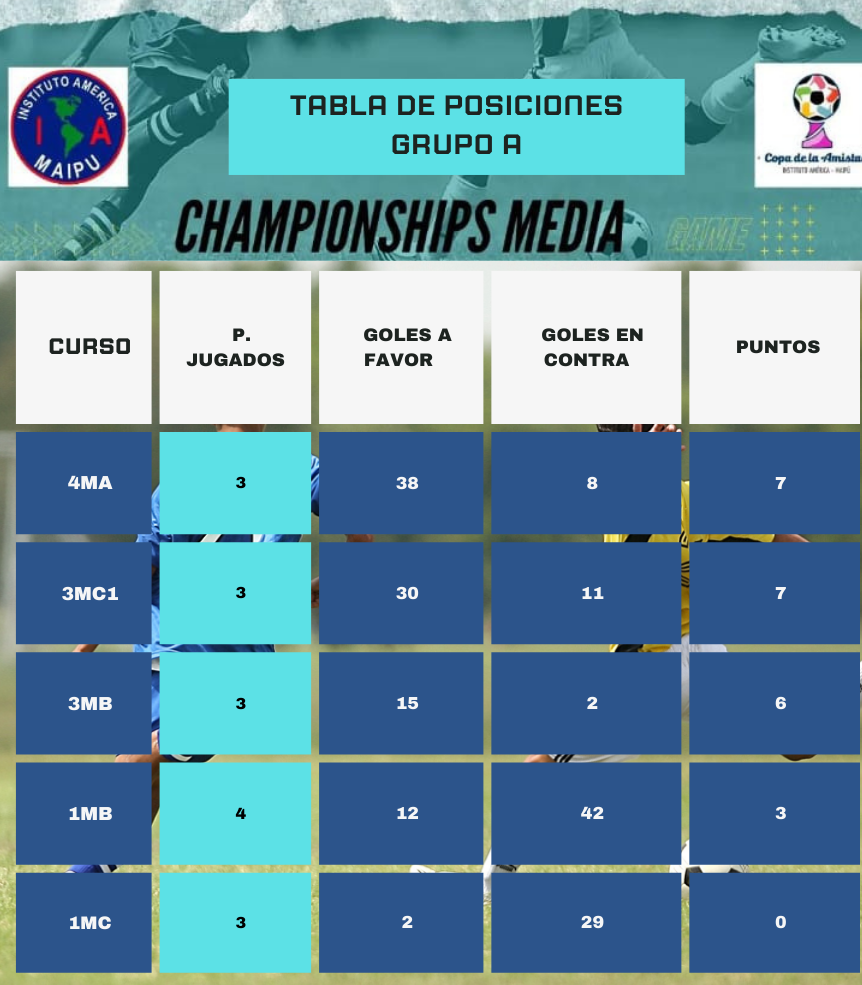 INSTITUTO AMERICA
I A
MAIPU
TABLA DE POSICIONES
GRUPO A
Copa de la Amista
INSTITUTO AMÉRICA - MAIPÚ
CHAMPIONSHIPS MEDIA
GAME
CURSO
P. JUGADOS
GOLES A FAVOR
GOLES EN CONTRA
PUNTOS
4MA 3 38 8 7
3MC1 3 30 11 7
3MB 3 15 2 6
1MB 4 12 42 3
1MC 3 2 29 0